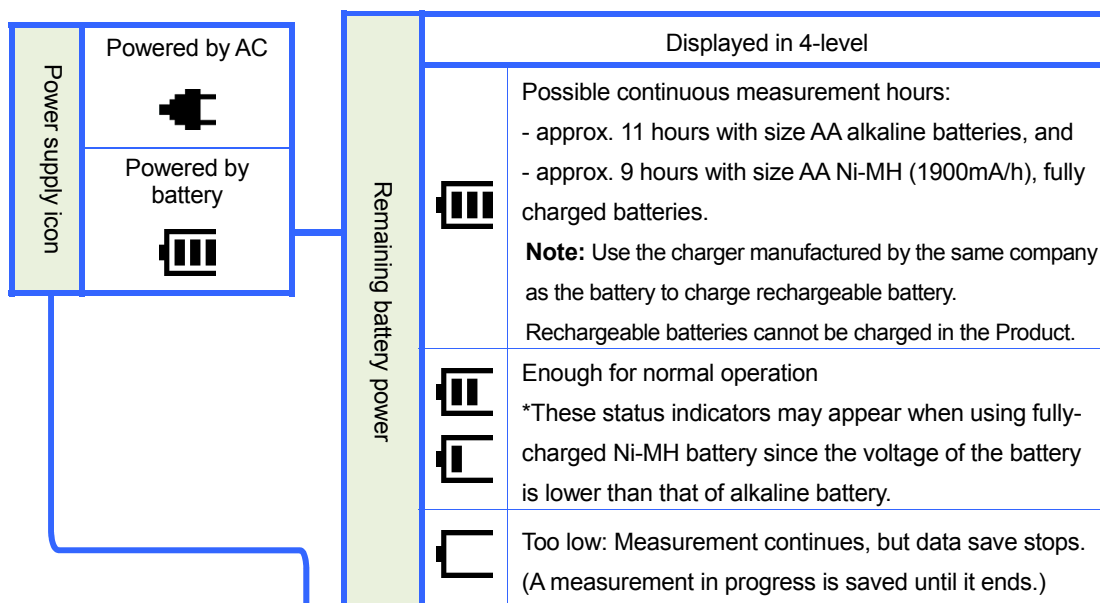 Power supply icon
Powered by AC
Powered by
battery
Remaining battery power
Displayed in 4-level
Possible continuous measurement hours:
- approx. 11 hours with size AA alkaline batteries, and
- approx. 9 hours with size AA Ni-MH (1900mA/h), fully
charged batteries.
Note: Use the charger manufactured by the same company
as the battery to charge rechargeable battery.
Rechargeable batteries cannot be charged in the Product.
Enough for normal operation
*These status indicators may appear when using fully-
charged Ni-MH battery since the voltage of the battery
is lower than that of alkaline battery.
Too low: Measurement continues, but data save stops.
(A measurement in progress is saved until it ends.)